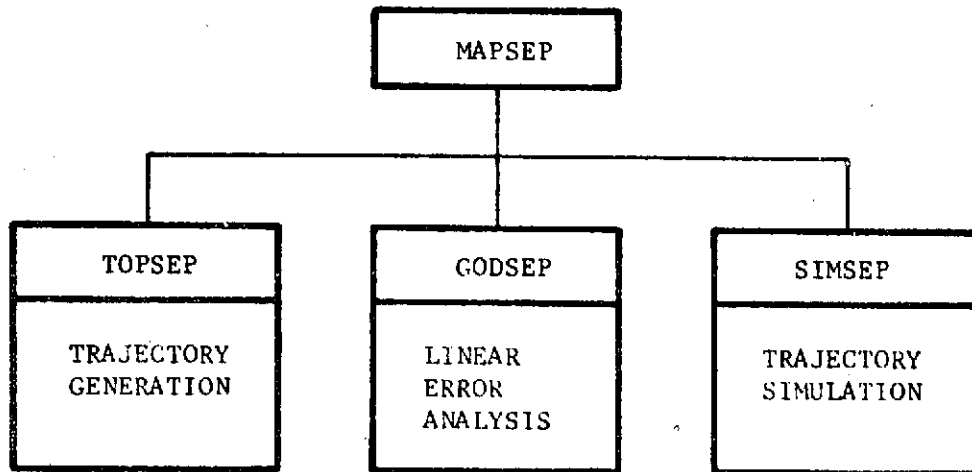 MAPSEP
TOPSEP
TRAJECTORY
GENERATION
GODSEP
LINEAR
ERROR
ANALYSIS
SIMSEP
TRAJECTORY
SIMULATION